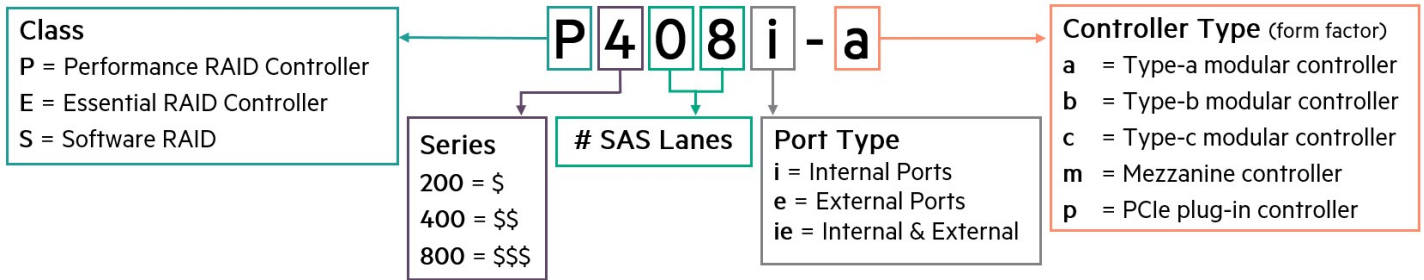 P408i-a
Class
P = Performance RAID Controller
E = Essential RAID Controller
S = Software RAID
Series
200 = $
400 = $$
800 = $$$
# SAS Lanes
Port Type
i = Internal Ports
e = External Ports
ie = Internal & External
Controller Type (form factor)
a = Type-a modular controller
b = Type-b modular controller
c = Type-c modular controller
m = Mezzanine controller
p = PCIe plug-in controller